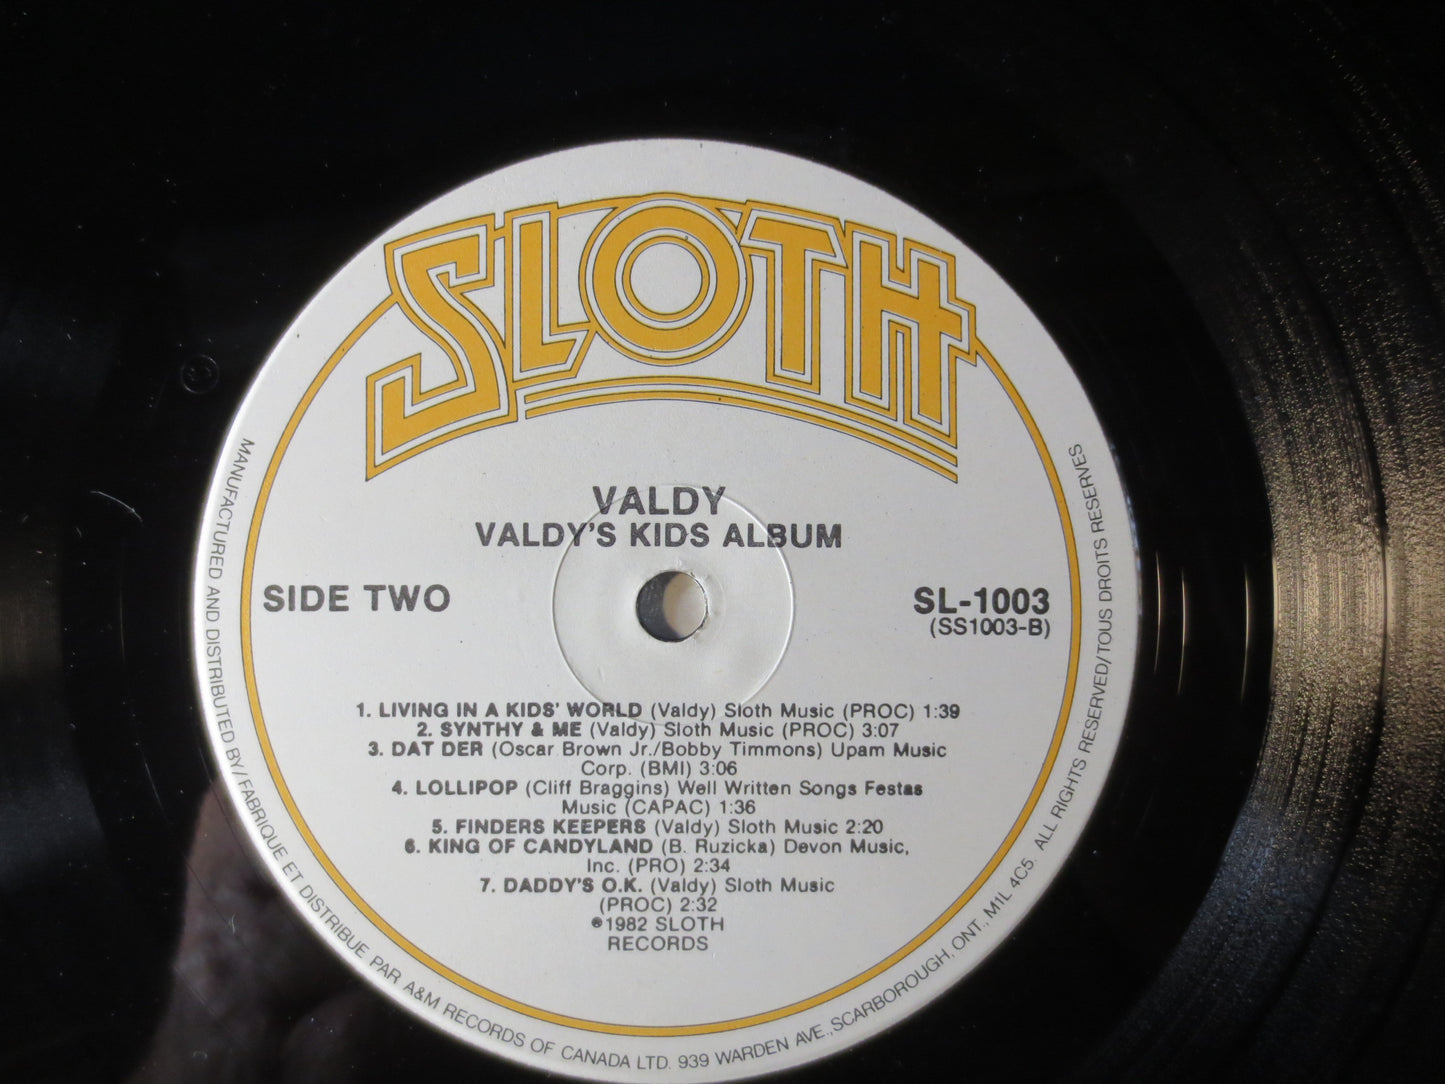 SLOTH
VALDY
VALDY'S KIDS ALBUM
SIDE TWO
SL-1003
(SS1003-B)
1. LIVING IN A KIDS' WORLD (Valdy) Sloth Music (PROC) 1:39
2. SYNTHY & ME (Valdy) Sloth Music (PROC) 3:07
3. DAT DER (Oscar Brown Jr./Bobby Timmons) Upam Music
Corp. (BMI) 3:06
4. LOLLIPOP (Cliff Braggins) Well Written Songs Festas
Music (CAPAC) 1:36
5. FINDERS KEEPERS (Valdy) Sloth Music 2:20
6. KING OF CANDYLAND (B. Ruzicka) Devon Music,
Inc. (PRO) 2:34
7. DADDY'S O.K. (Valdy) Sloth Music
(PROC) 2:32
℗1982 SLOTH
RECORDS
MANUFACTURED AND DISTRIBUTED BY/FABRIQUE ET DISTRIBUE PAR A&M RECORDS OF CANADA LTD. 939 WARDEN AVE., SCARBOROUGH, ONT., M1L 4C5. ALL RIGHTS RESERVED/TOUS DROITS RESERVES